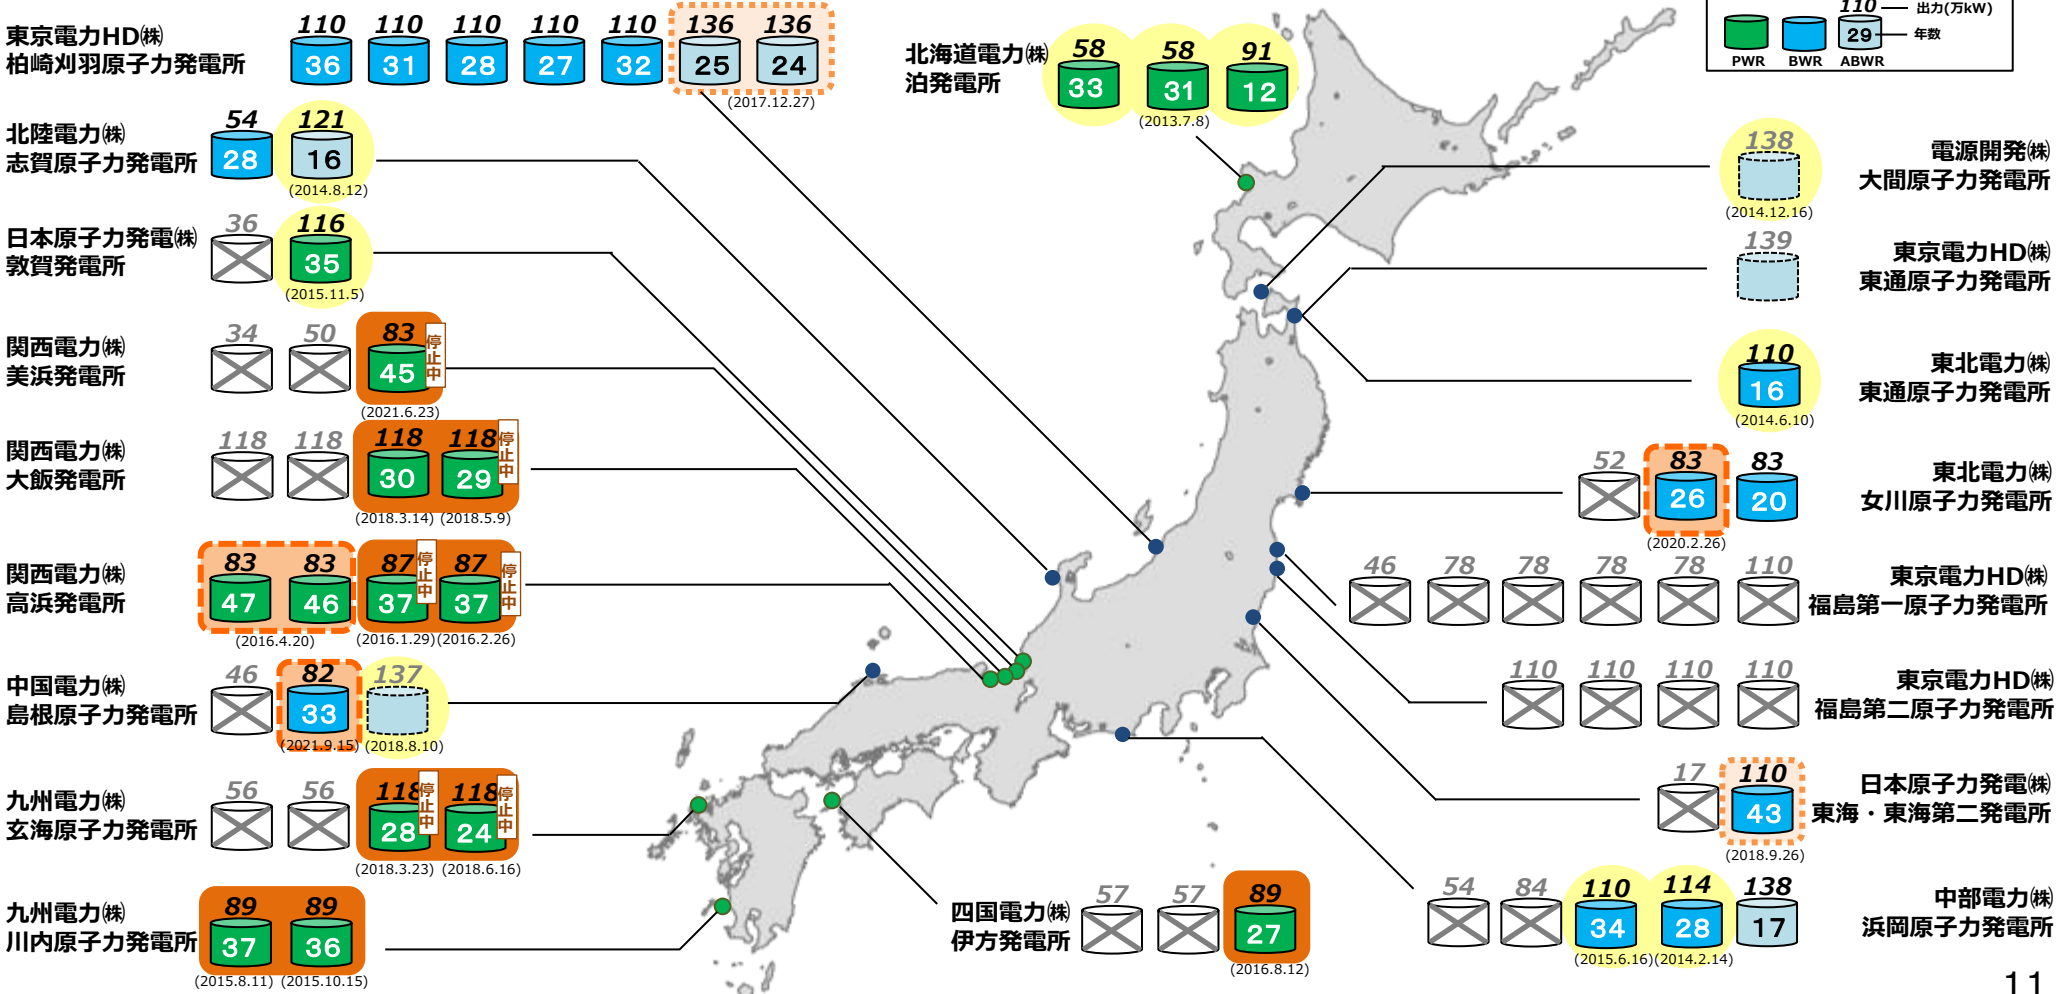 東京電力HD㈱
柏崎刈羽原子力発電所
110 110 110 110 110 136 136
36 31 28 27 32 25 24
(2017.12.27)
北陸電力㈱
志賀原子力発電所
54 121
28 16
(2014.8.12)
日本原子力発電㈱
敦賀発電所
36 116
35
(2015.11.5)
関西電力㈱
美浜発電所
34 50 83
45
停止中
(2021.6.23)
関西電力㈱
大飯発電所
118 118 118 118
30 29
停止中
(2018.3.14) (2018.5.9)
関西電力㈱
高浜発電所
83 83 87 87
47 46 37 37
停止中 停止中
(2016.4.20) (2016.1.29) (2016.2.26)
中国電力㈱
島根原子力発電所
46 82 137
33
(2021.9.15) (2018.8.10)
九州電力㈱
玄海原子力発電所
56 56 118 118
28 24
停止中 停止中
(2018.3.23) (2018.6.16)
九州電力㈱
川内原子力発電所
89 89
37 36
(2015.8.11) (2015.10.15)
北海道電力㈱
泊発電所
58 58 91
33 31 12
(2013.7.8)
四国電力㈱
伊方発電所
57 57 89
27
(2016.8.12)
110 出力(万kW)
29 年数
PWR BWR ABWR
138
(2014.12.16)
電源開発㈱
大間原子力発電所
139
東京電力HD㈱
東通原子力発電所
110
16
(2014.6.10)
東北電力㈱
東通原子力発電所
52 83 83
26 20
(2020.2.26)
東北電力㈱
女川原子力発電所
46 78 78 78 78 110
東京電力HD㈱
福島第一原子力発電所
110 110 110 110
東京電力HD㈱
福島第二原子力発電所
17 110
43
(2018.9.26)
日本原子力発電㈱
東海・東海第二発電所
54 84 110 114 138
34 28 17
(2015.6.16) (2014.2.14)
中部電力㈱
浜岡原子力発電所
11